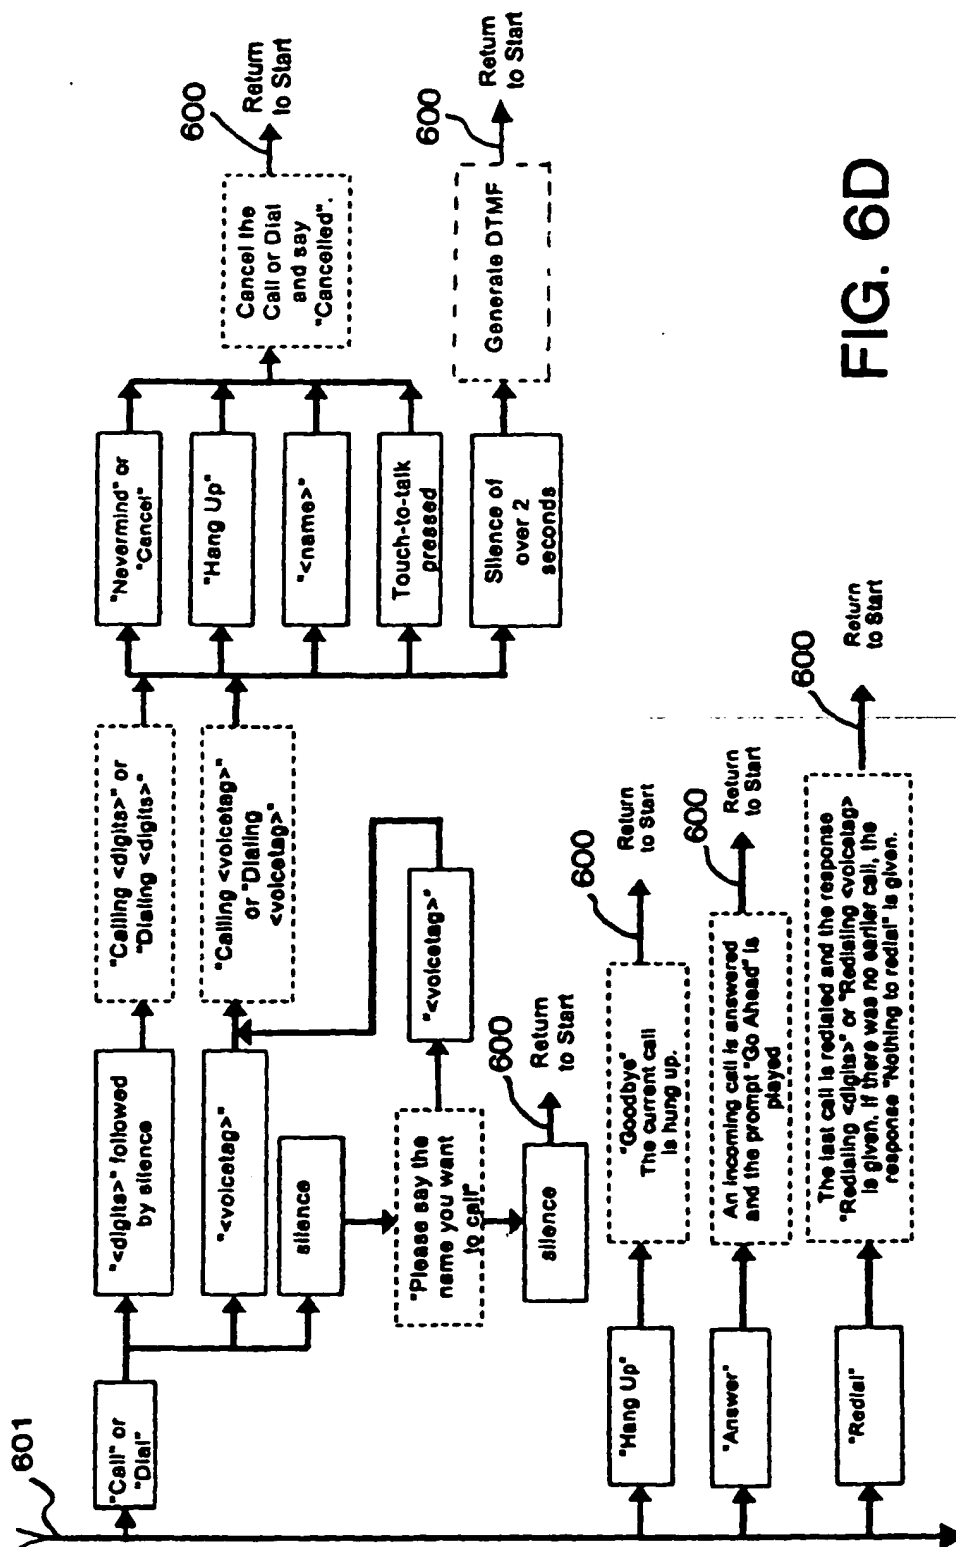 601
"Call" or
"Dial"
"<digits>" followed
by silence
"Calling <digits>" or
"Dialing <digits>"
"<voicetag>"
"Calling <voicetag>"
or "Dialing
<voicetag>"
silence
"Please say the
name you want
to call"
"<voicetag>"
silence
600
Return
to Start
"Nevermind" or
"Cancel"
"Hang Up"
"<name>"
Touch-to-talk
pressed
Silence of
over 2
seconds
Cancel the
Call or Dial
and say
"Cancelled".
600
Return
to Start
Generate DTMF
600
Return
to Start
"Hang Up"
"Goodbye"
The current call
is hung up.
600
Return
to Start
"Answer"
An incoming call is answered
and the prompt "Go Ahead" is
played
600
Return
to Start
"Redial"
The last call is redialed and the response
"Redialing <digits>" or "Redialing <voicetag>
is given. If there was no earlier call, the
response "Nothing to redial" is given.
600
Return
to Start
FIG. 6D